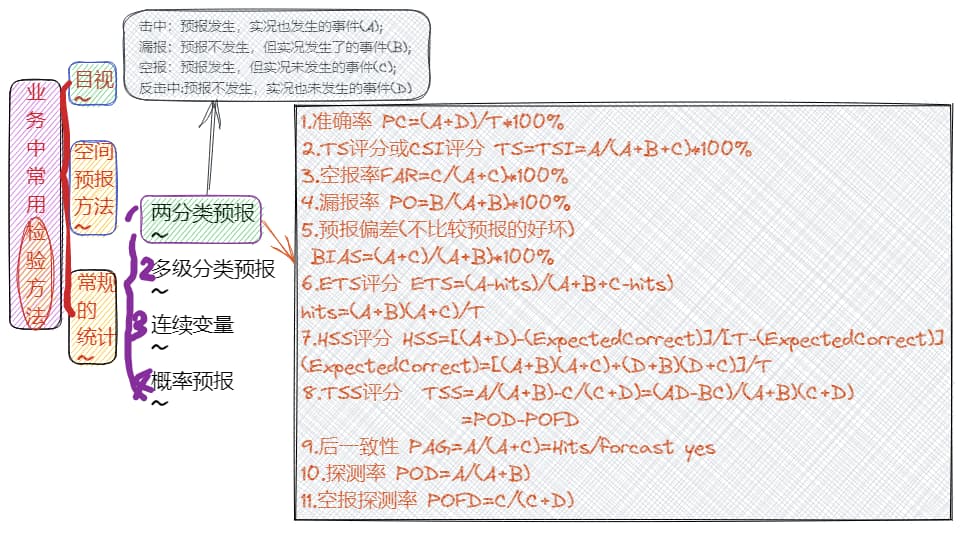 击中：预报发生，实况也发生的事件(A);
漏报：预报不发生，但实况发生了的事件(B);
空报：预报发生，但实况未发生的事件(C);
反击中:预报不发生，实况也未发生的事件(D)
业务中常用检验方法
目视
空间
预报
方法
常规
的
统计
两分类预报
2多级分类预报
3连续变量
4概率预报
1.准确率 PC=(A+D)/T*100%
2.TS评分或CSI评分 TS=TSI=A/(A+B+C)*100%
3.空报率FAR=C/(A+C)*100%
4.漏报率 PO=B/(A+B)*100%
5.预报偏差(不比较预报的好坏)
BIAS=(A+C)/(A+B)*100%
6.ETS评分 ETS=(A-hits)/(A+B+C-hits)
hits=(A+B)(A+C)/T
7.HSS评分 HSS=[(A+D)-(ExpectedCorrect)]/[T-(ExpectedCorrect)]
(ExpectedCorrect)=[(A+B)(A+C)+(D+B)(D+C)]/T
8.TSS评分 TSS=A/(A+B)-C/(C+D)=(AD-BC)/(A+B)(C+D)
=POD-POFD
9.后一致性 PAG=A/(A+C)=Hits/forcast yes
10.探测率 POD=A/(A+B)
11.空报探测率 POFD=C/(C+D)